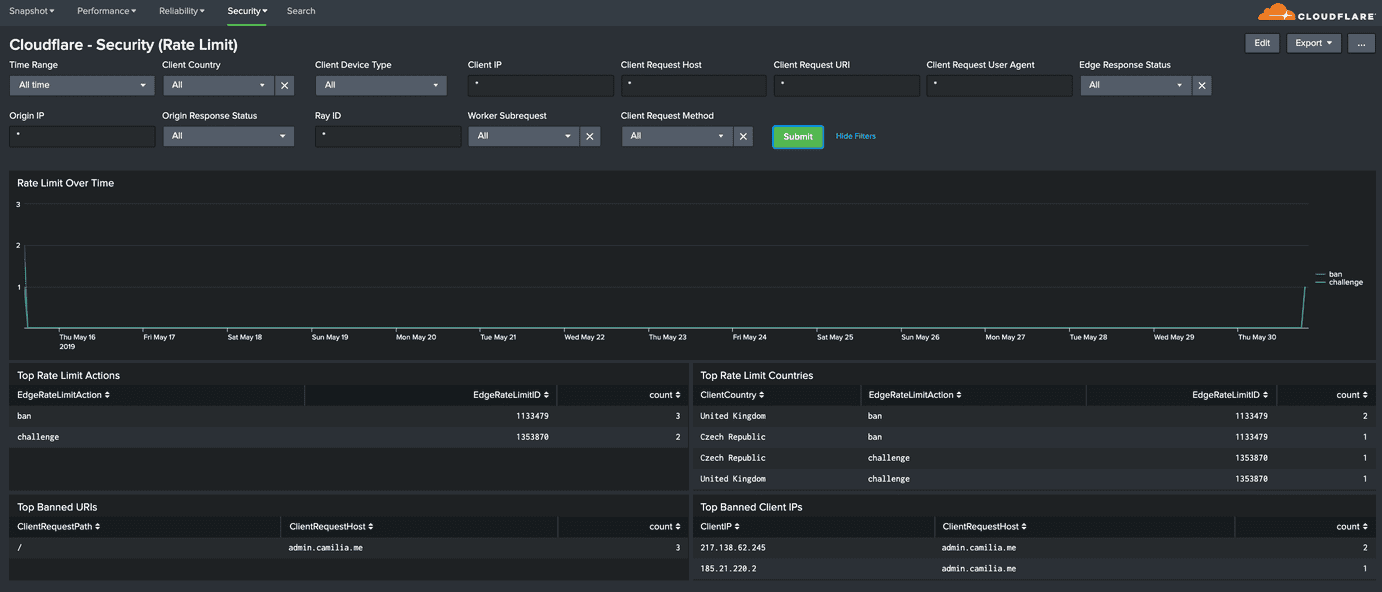 Snapshot Performance Reliability Security Search
CLOUDFLARE
Cloudflare - Security (Rate Limit)
Edit Export ...
Time Range Client Country Client Device Type Client IP Client Request Host Client Request URI Client Request User Agent Edge Response Status
All time All All * * * * All
Origin IP Origin Response Status Ray ID Worker Subrequest Client Request Method
* All * All All Submit Hide Filters
Rate Limit Over Time
3
2
1
ban
challenge
Thu May 16 Fri May 17 Sat May 18 Sun May 19 Mon May 20 Tue May 21 Wed May 22 Thu May 23 Fri May 24 Sat May 25 Sun May 26 Mon May 27 Tue May 28 Wed May 29 Thu May 30
2019
Top Rate Limit Actions
EdgeRateLimitAction EdgeRateLimitID count
ban 1133479 3
challenge 1353870 2
Top Rate Limit Countries
ClientCountry EdgeRateLimitAction EdgeRateLimitID count
United Kingdom ban 1133479 2
Czech Republic ban 1133479 1
Czech Republic challenge 1353870 1
United Kingdom challenge 1353870 1
Top Banned URIs
ClientRequestPath ClientRequestHost count
/ admin.camilia.me 3
Top Banned Client IPs
ClientIP ClientRequestHost count
217.138.62.245 admin.camilia.me 2
185.21.220.2 admin.camilia.me 1